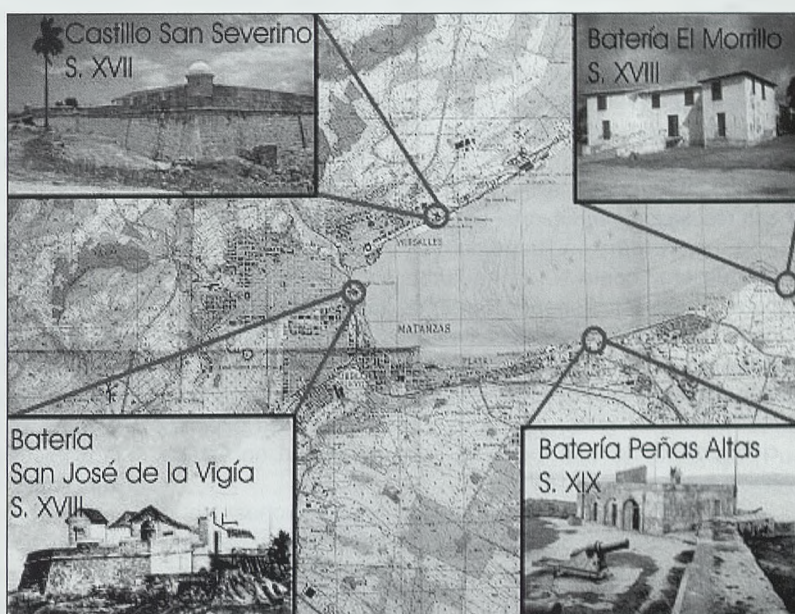 Castillo San Severino
S. XVII
Batería El Morrillo
S. XVIII
VERSALLES
MATANZAS
PLAYA
Batería
San José de la Vigía
S. XVIII
Batería Peñas Altas
S. XIX